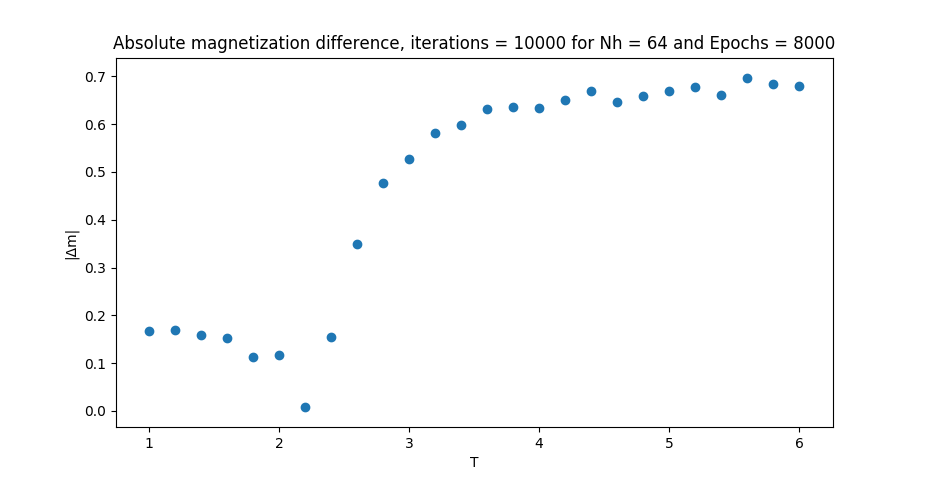 Absolute magnetization difference, iterations = 10000 for Nh = 64 and Epochs = 8000
0.7
0.6
0.5
0.4
0.3
0.2
0.1
0.0
|Δm|
1 2 3 4 5 6
T